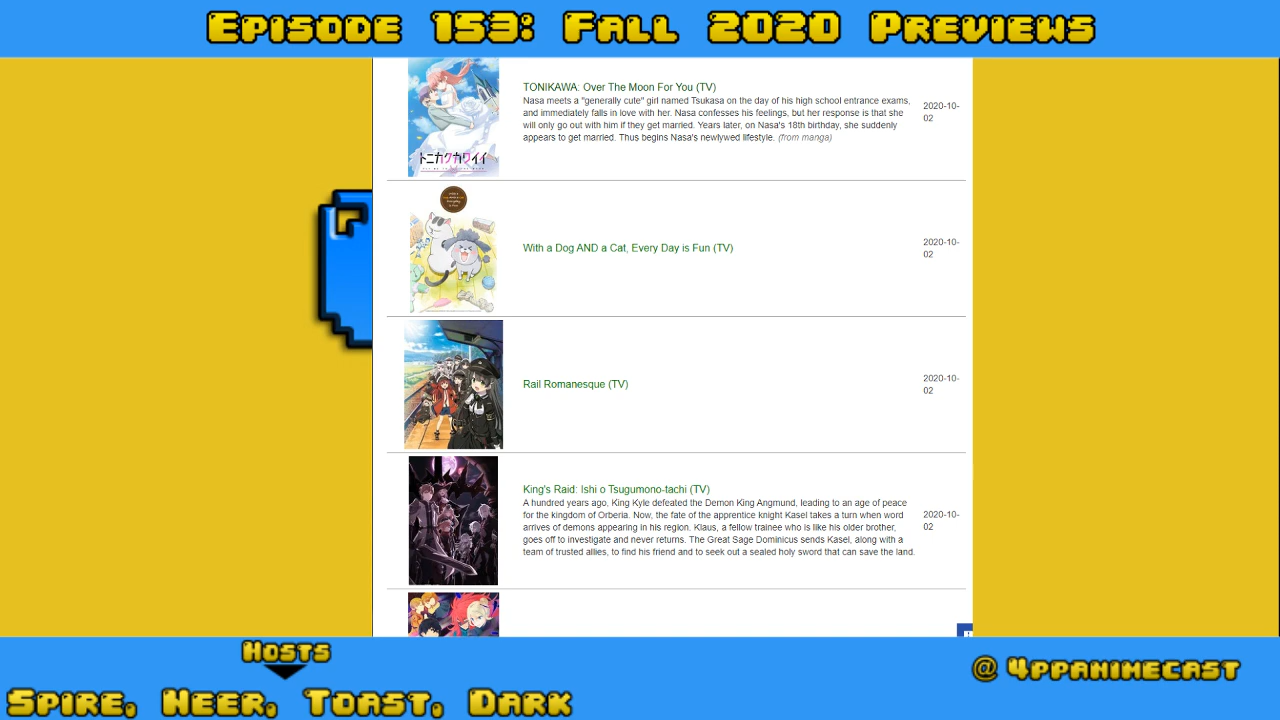 Episode 153: Fall 2020 Previews
TONIKAWA: Over The Moon For You (TV)
Nasa meets a "generally cute" girl named Tsukasa on the day of his high school entrance exams,
and immediately falls in love with her. Nasa confesses his feelings, but her response is that she
will only go out with him if they get married. Years later, on Nasa's 18th birthday, she suddenly
appears to get married. Thus begins Nasa's newlywed lifestyle. (from manga)
2020-10-
02
トニカクカワイイ
With a Dog AND a Cat, Every Day is Fun (TV)
2020-10-
02
Rail Romanesque (TV)
2020-10-
02
King's Raid: Ishi o Tsugumono-tachi (TV)
A hundred years ago, King Kyle defeated the Demon King Angmund, leading to an age of peace
for the kingdom of Orberia. Now, the fate of the apprentice knight Kasel takes a turn when word
arrives of demons appearing in his region. Klaus, a fellow trainee who is like his older brother,
goes off to investigate and never returns. The Great Sage Dominicus sends Kasel, along with a
team of trusted allies, to find his friend and to seek out a sealed holy sword that can save the land.
2020-10-
02
Hosts
Spire, Neer, Toast, Dark
@ 4ppanimecast